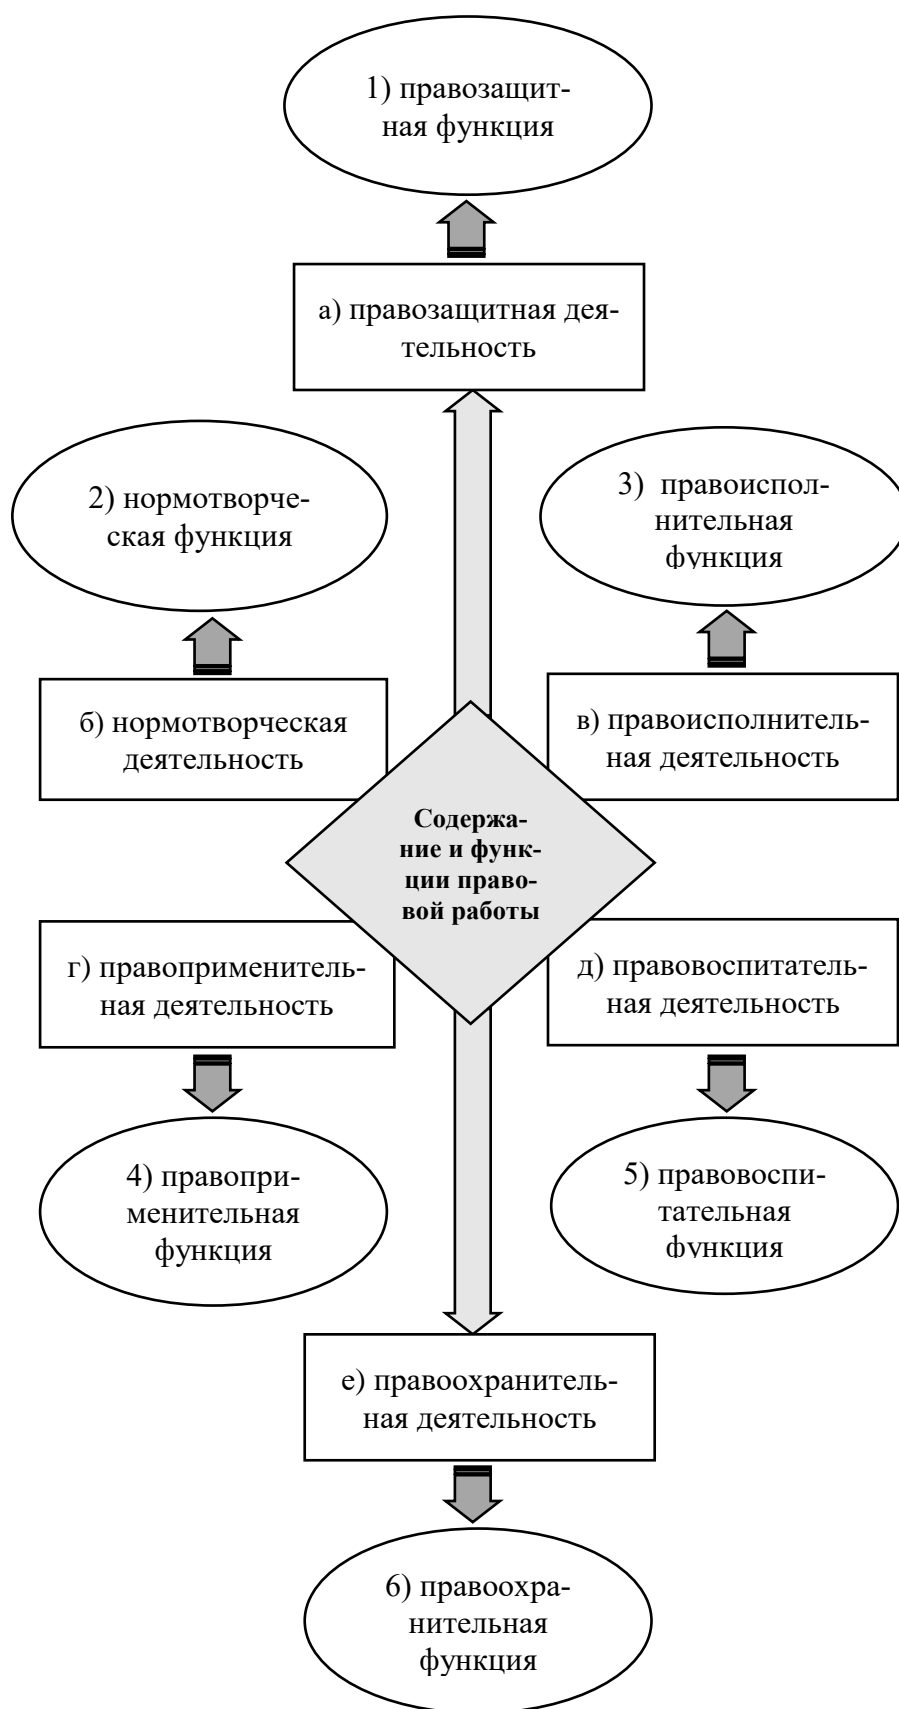 1) правозащит-
ная функция
а) правозащитная дея-
тельность
2) нормотворче-
ская функция
3) правоиспол-
нительная
функция
б) нормотворческая
деятельность
в) правоисполнитель-
ная деятельность
Содержа-
ние и функ-
ции право-
вой работы
г) правоприменитель-
ная деятельность
д) правовоспитатель-
ная деятельность
4) правопри-
менительная
функция
5) правовоспи-
тательная
функция
е) правоохранитель-
ная деятельность
6) правоохра-
нительная
функция